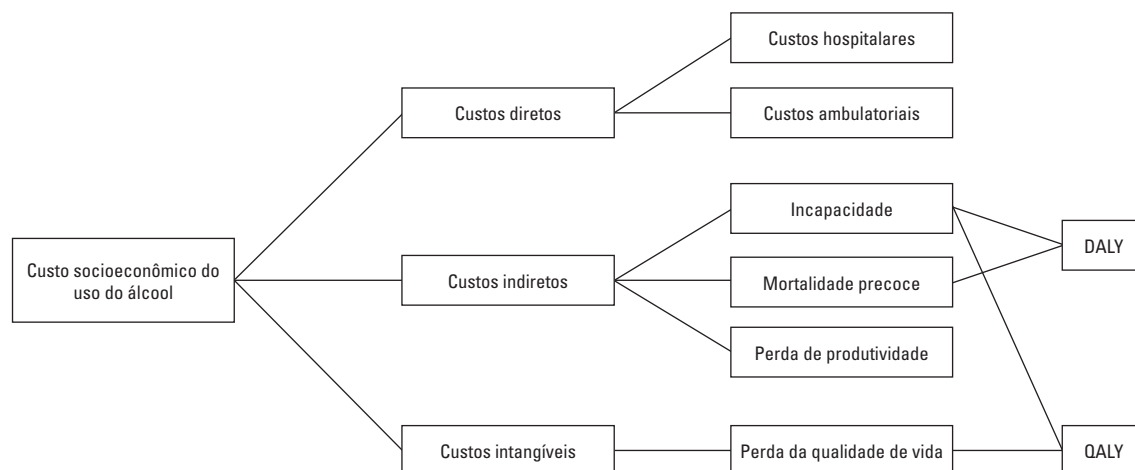 Custos hospitalares
Custos diretos
Custos ambulatoriais
Incapacidade
Custo socioeconômico do
uso do álcool
Custos indiretos
Mortalidade precoce
DALY
Perda de produtividade
Custos intangíveis
Perda da qualidade de vida
QALY